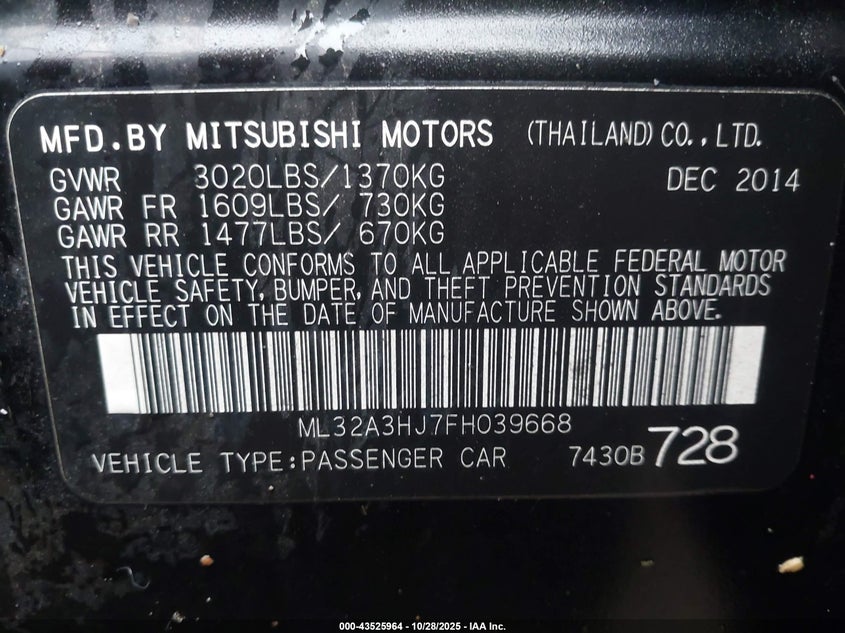 MFD.BY MITSUBISHI MOTORS (THAILAND) CO., LTD.
GVWR 3020LBS/1370KG DEC 2014
GAWR FR 1609LBS/ 730KG
GAWR RR 1477LBS/ 670KG
THIS VEHICLE CONFORMS TO ALL APPLICABLE FEDERAL MOTOR
VEHICLE SAFETY, BUMPER, AND THEFT PREVENTION STANDARDS
IN EFFECT ON THE DATE OF MANUFACTURE SHOWN ABOVE.
ML32A3HJ7FH039668
VEHICLE TYPE:PASSENGER CAR 7430B 728
000-43525964 - 10/28/2025 - IAA Inc.